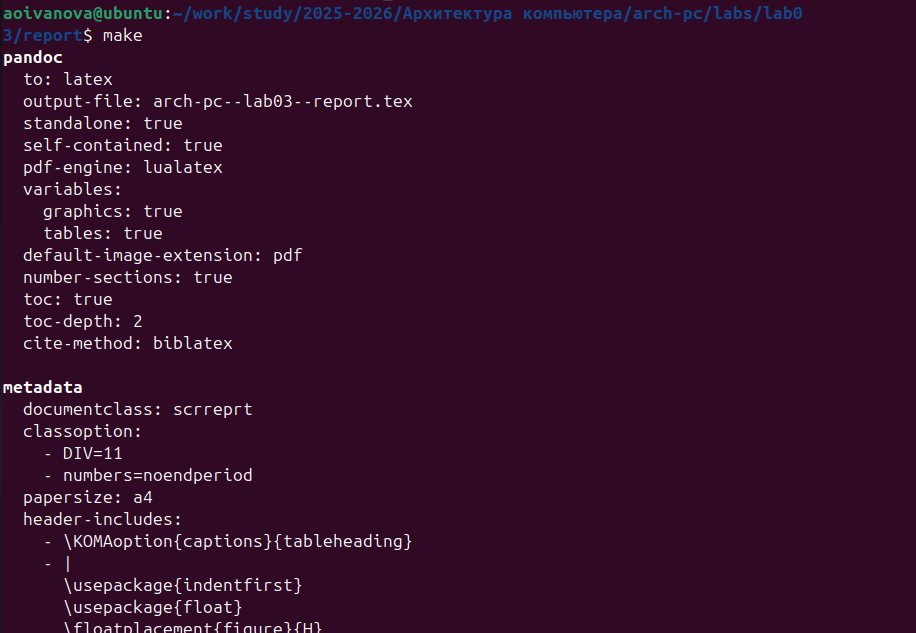 aoivanova@ubuntu:~/work/study/2025-2026/Архитектура компьютера/arch-pc/labs/lab0
3/report$ make
pandoc
  to: latex
  output-file: arch-pc--lab03--report.tex
  standalone: true
  self-contained: true
  pdf-engine: lualatex
  variables:
    graphics: true
    tables: true
  default-image-extension: pdf
  number-sections: true
  toc: true
  toc-depth: 2
  cite-method: biblatex

metadata
  documentclass: scrreprt
  classoption:
    - DIV=11
    - numbers=noendperiod
  papersize: a4
  header-includes:
    - \KOMAoption{captions}{tableheading}
    - |
      \usepackage{indentfirst}
      \usepackage{float}
      \floatplacement{figure}{H}